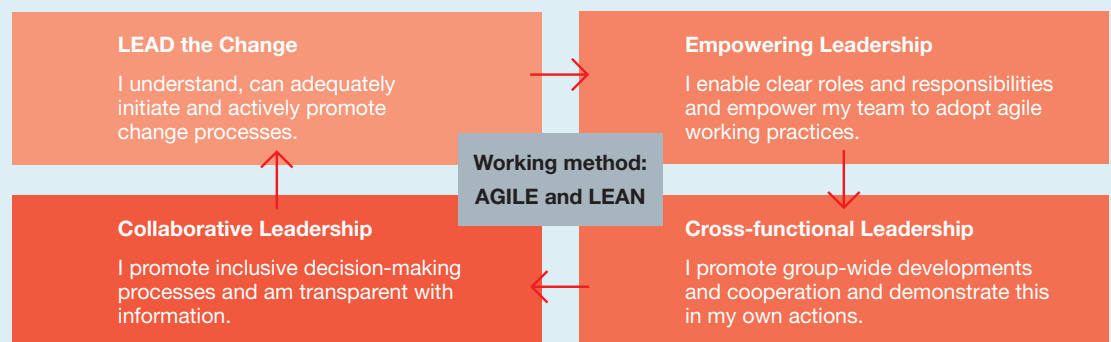 LEAD the Change
I understand, can adequately
initiate and actively promote
change processes.
Empowering Leadership
I enable clear roles and responsibilities
and empower my team to adopt agile
working practices.
Working method:
AGILE and LEAN
Collaborative Leadership
I promote inclusive decision-making
processes and am transparent with
information.
Cross-functional Leadership
I promote group-wide developments
and cooperation and demonstrate this
in my own actions.